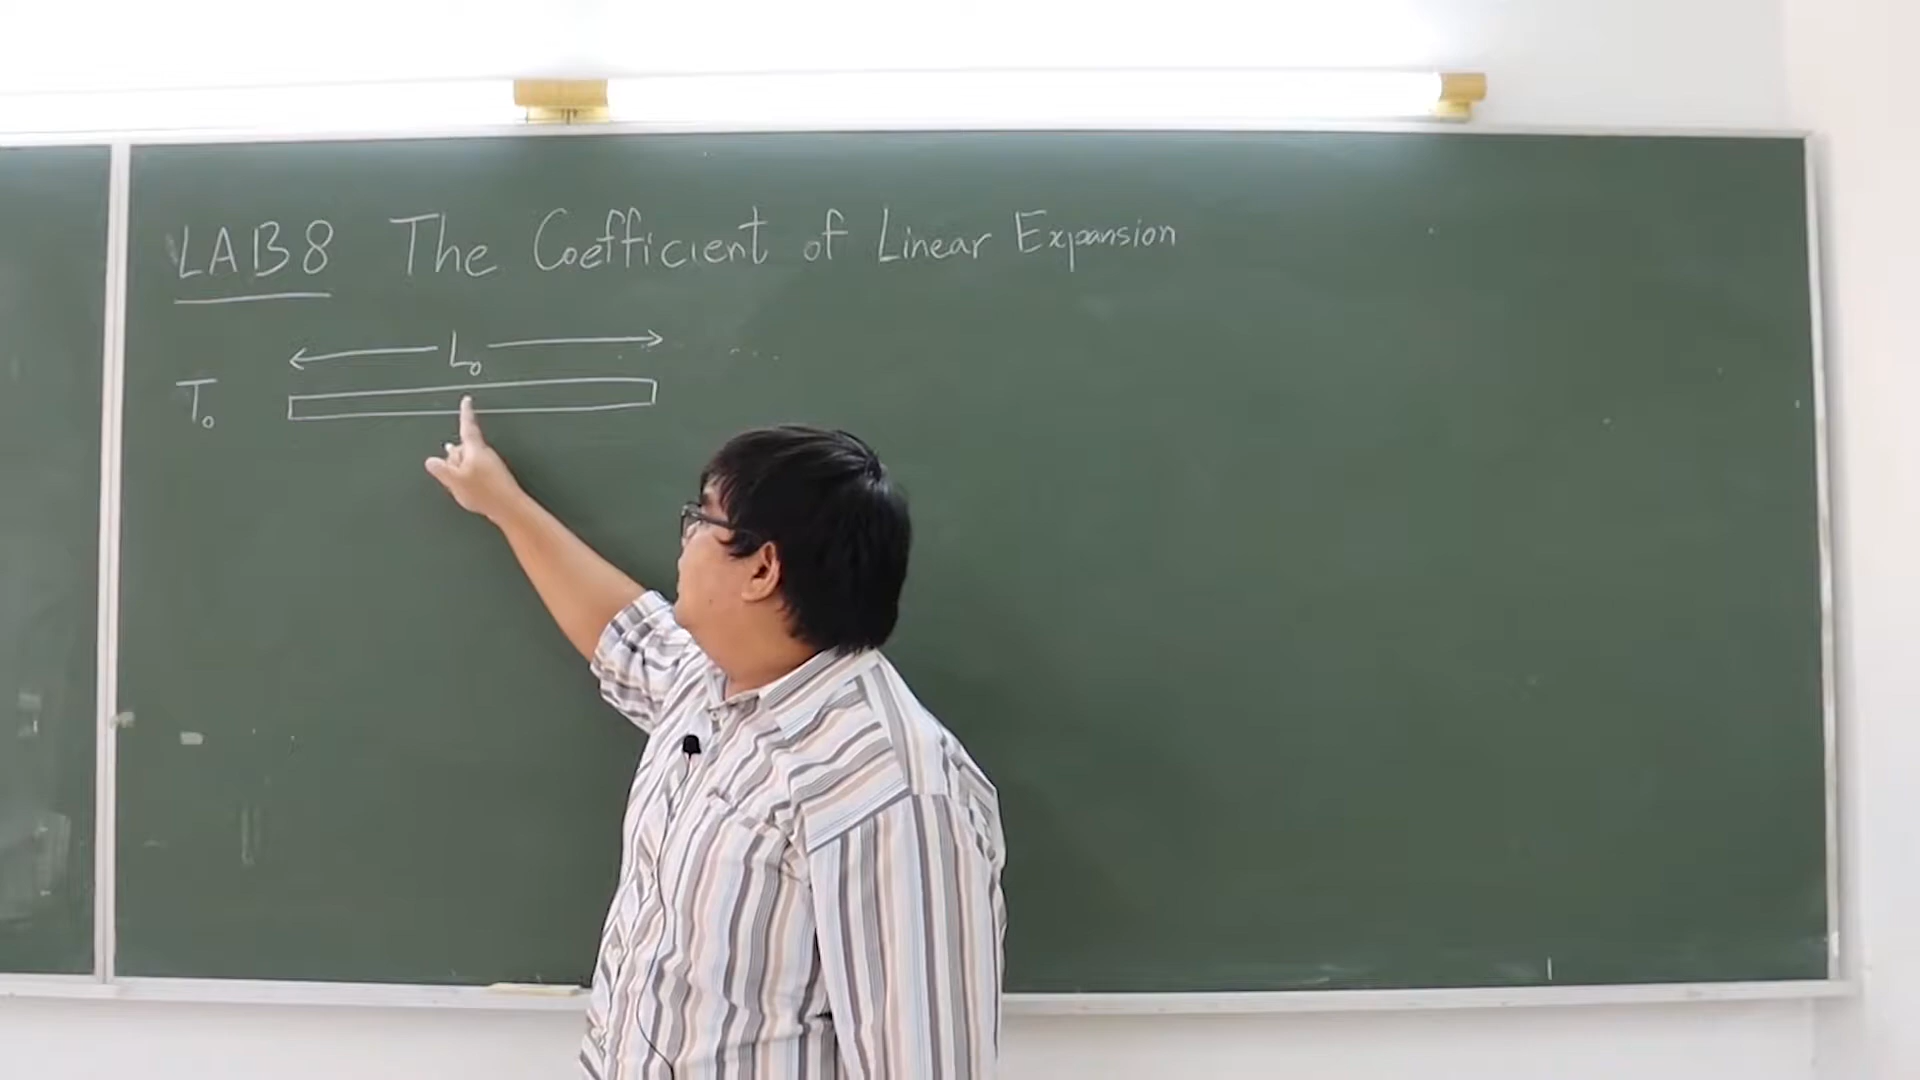 LAB8 The Coefficient of Linear Expansion
L₀
T₀